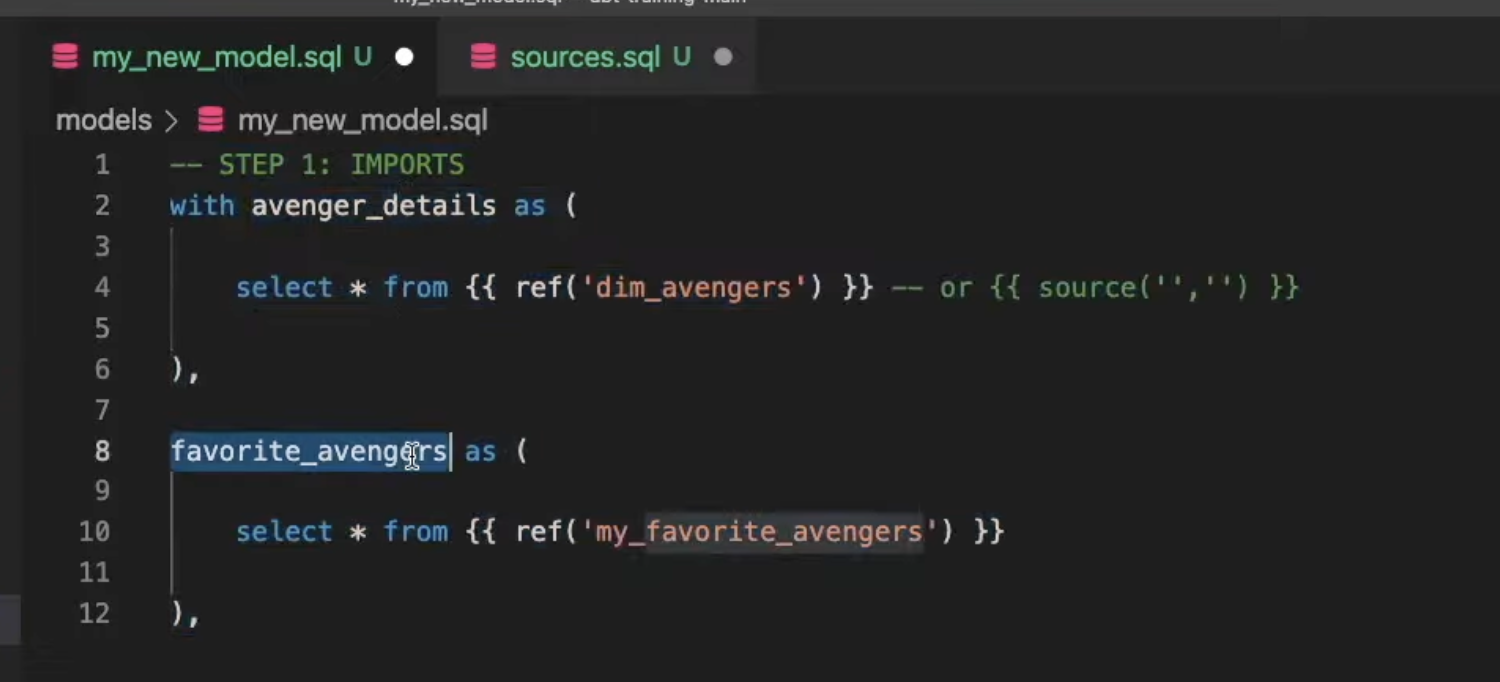 my_new_model.sql — dbt-training-main
my_new_model.sql U
sources.sql U
models > my_new_model.sql
1 -- STEP 1: IMPORTS
2 with avenger_details as (
3
4 select * from {{ ref('dim_avengers') }} -- or {{ source('','') }}
5
6 ),
7
8 favorite_avengers as (
9
10 select * from {{ ref('my_favorite_avengers') }}
11
12 ),